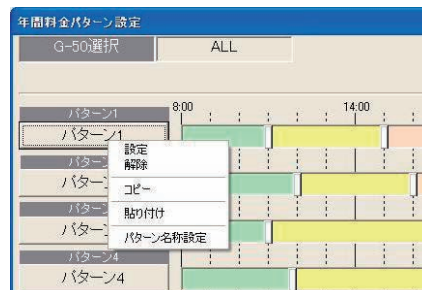 年間料金パターン設定
G-50選択 ALL
8:00 14:00
パターン1
パターン1
設定
解除
コピー
貼り付け
パターン名称設定
パターン4
パターン4